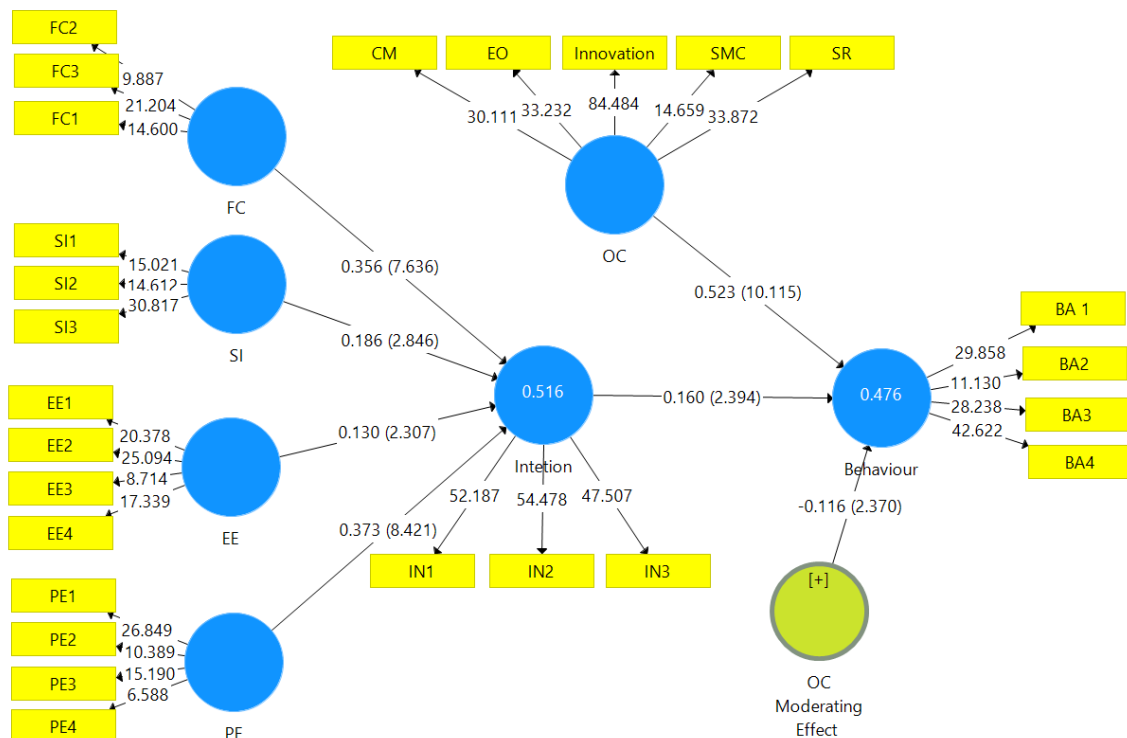 FC2
FC3
FC1
9.887
21.204
14.600
FC
SI1
SI2
SI3
15.021
14.612
30.817
SI
EE1
EE2
EE3
EE4
20.378
25.094
8.714
17.339
EE
PE1
PE2
PE3
PE4
26.849
10.389
15.190
6.588
PE
CM
EO
Innovation
SMC
SR
30.111
33.232
84.484
14.659
33.872
OC
0.356 (7.636)
0.186 (2.846)
0.130 (2.307)
0.373 (8.421)
0.516
Intetion
52.187
54.478
47.507
IN1
IN2
IN3
0.523 (10.115)
0.160 (2.394)
0.476
Behaviour
29.858
11.130
28.238
42.622
BA 1
BA2
BA3
BA4
-0.116 (2.370)
[+]
OC
Moderating
Effect